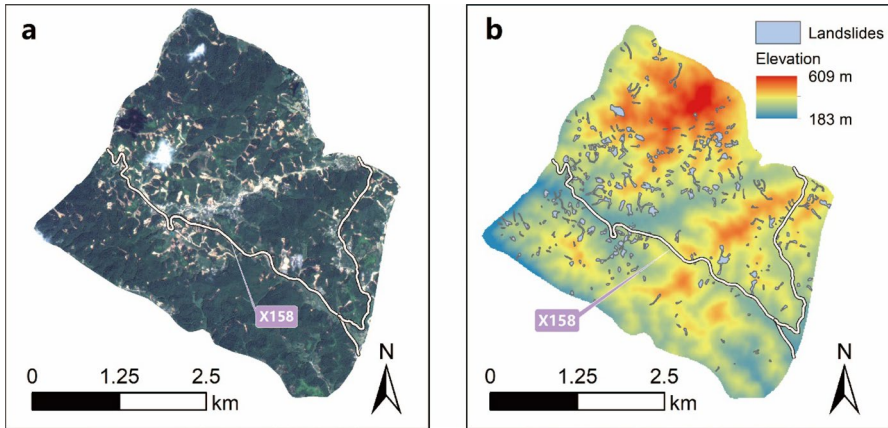 a
X158
0 1.25 2.5
km
N
b
Landslides
Elevation
609 m
183 m
X158
0 1.25 2.5
km
N